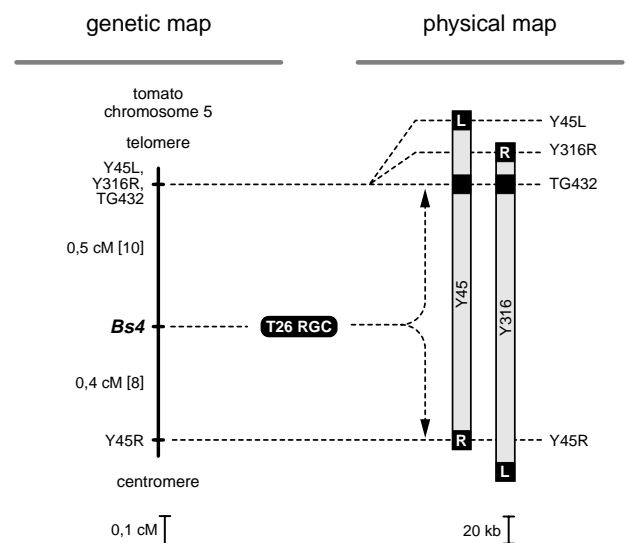 genetic map
physical map
tomato
chromosome 5
telomere
Y45L,
Y316R,
TG432
0,5 cM [10]
Bs4
0,4 cM [8]
Y45R
centromere
0,1 cM
T26 RGC
L
R
Y45
Y316
R
L
Y45L
Y316R
TG432
Y45R
20 kb